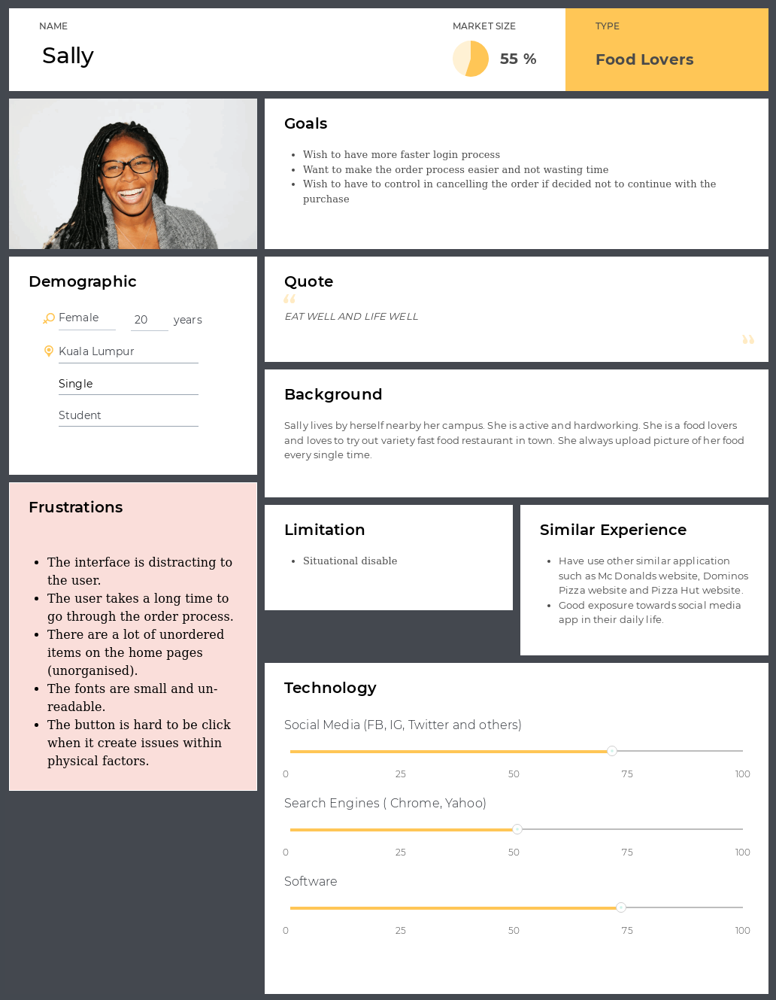 NAME
Sally
MARKET SIZE
55 %
TYPE
Food Lovers
Goals
• Wish to have more faster login process
• Want to make the order process easier and not wasting time
• Wish to have to control in cancelling the order if decided not to continue with the
purchase
Demographic
Female
20 years
Kuala Lumpur
Single
Student
Quote
“
EAT WELL AND LIFE WELL
”
Background
Sally lives by herself nearby her campus. She is active and hardworking. She is a food lovers
and loves to try out variety fast food restaurant in town. She always upload picture of her food
every single time.
Frustrations
• The interface is distracting to
the user.
• The user takes a long time to
go through the order process.
• There are a lot of unordered
items on the home pages
(unorganised).
• The fonts are small and un-
readable.
• The button is hard to be click
when it create issues within
physical factors.
Limitation
• Situational disable
Similar Experience
• Have use other similar application
such as Mc Donalds website, Dominos
Pizza website and Pizza Hut website.
• Good exposure towards social media
app in their daily life.
Technology
Social Media (FB, IG, Twitter and others)
0 25 50 75 100
Search Engines ( Chrome, Yahoo)
0 25 50 75 100
Software
0 25 50 75 100